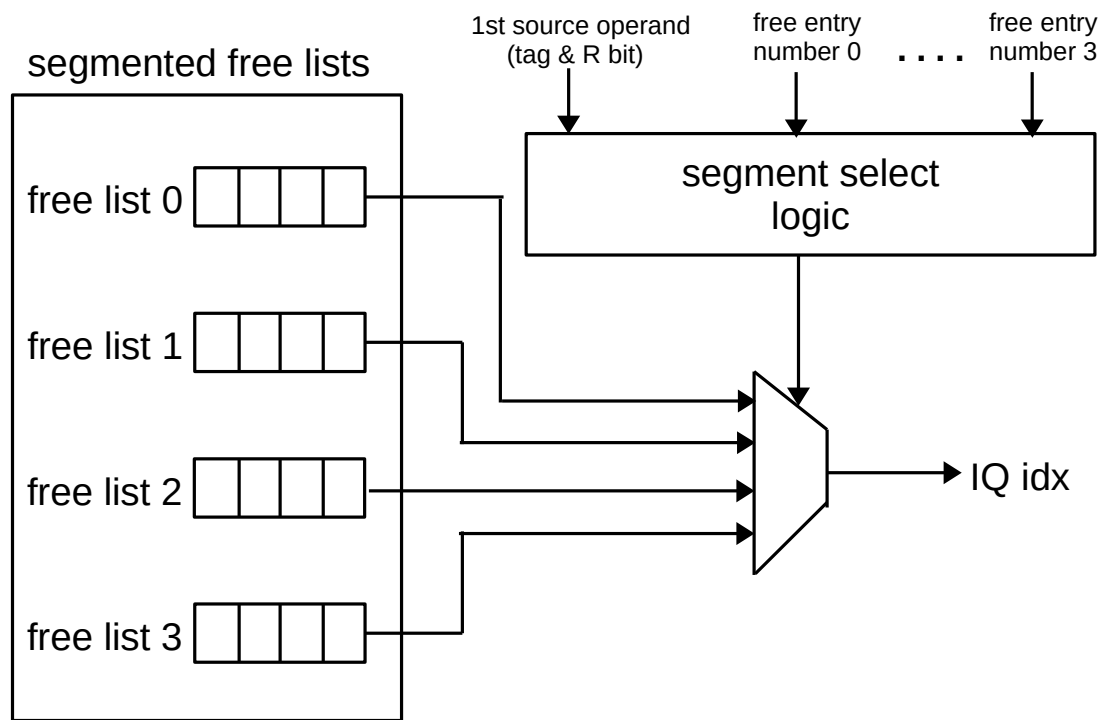 segmented free lists
free list 0
free list 1
free list 2
free list 3
1st source operand
(tag & R bit)
free entry
number 0
. . . .
free entry
number 3
segment select
logic
IQ idx